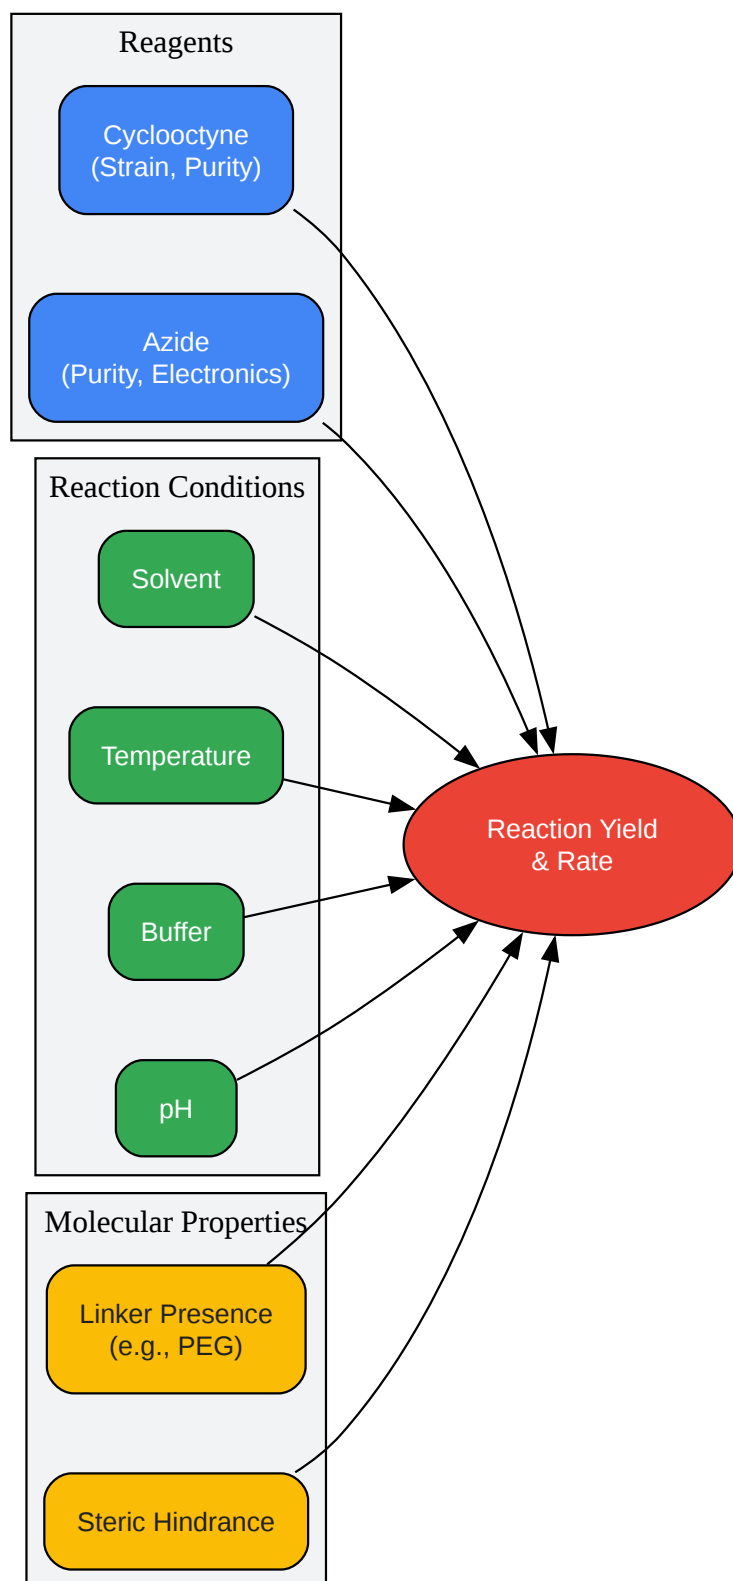 Reagents
Cyclooctyne
(Strain, Purity)
Azide
(Purity, Electronics)
Reaction Conditions
Solvent
Temperature
Buffer
pH
Reaction Yield
& Rate
Molecular Properties
Linker Presence
(e.g., PEG)
Steric Hindrance